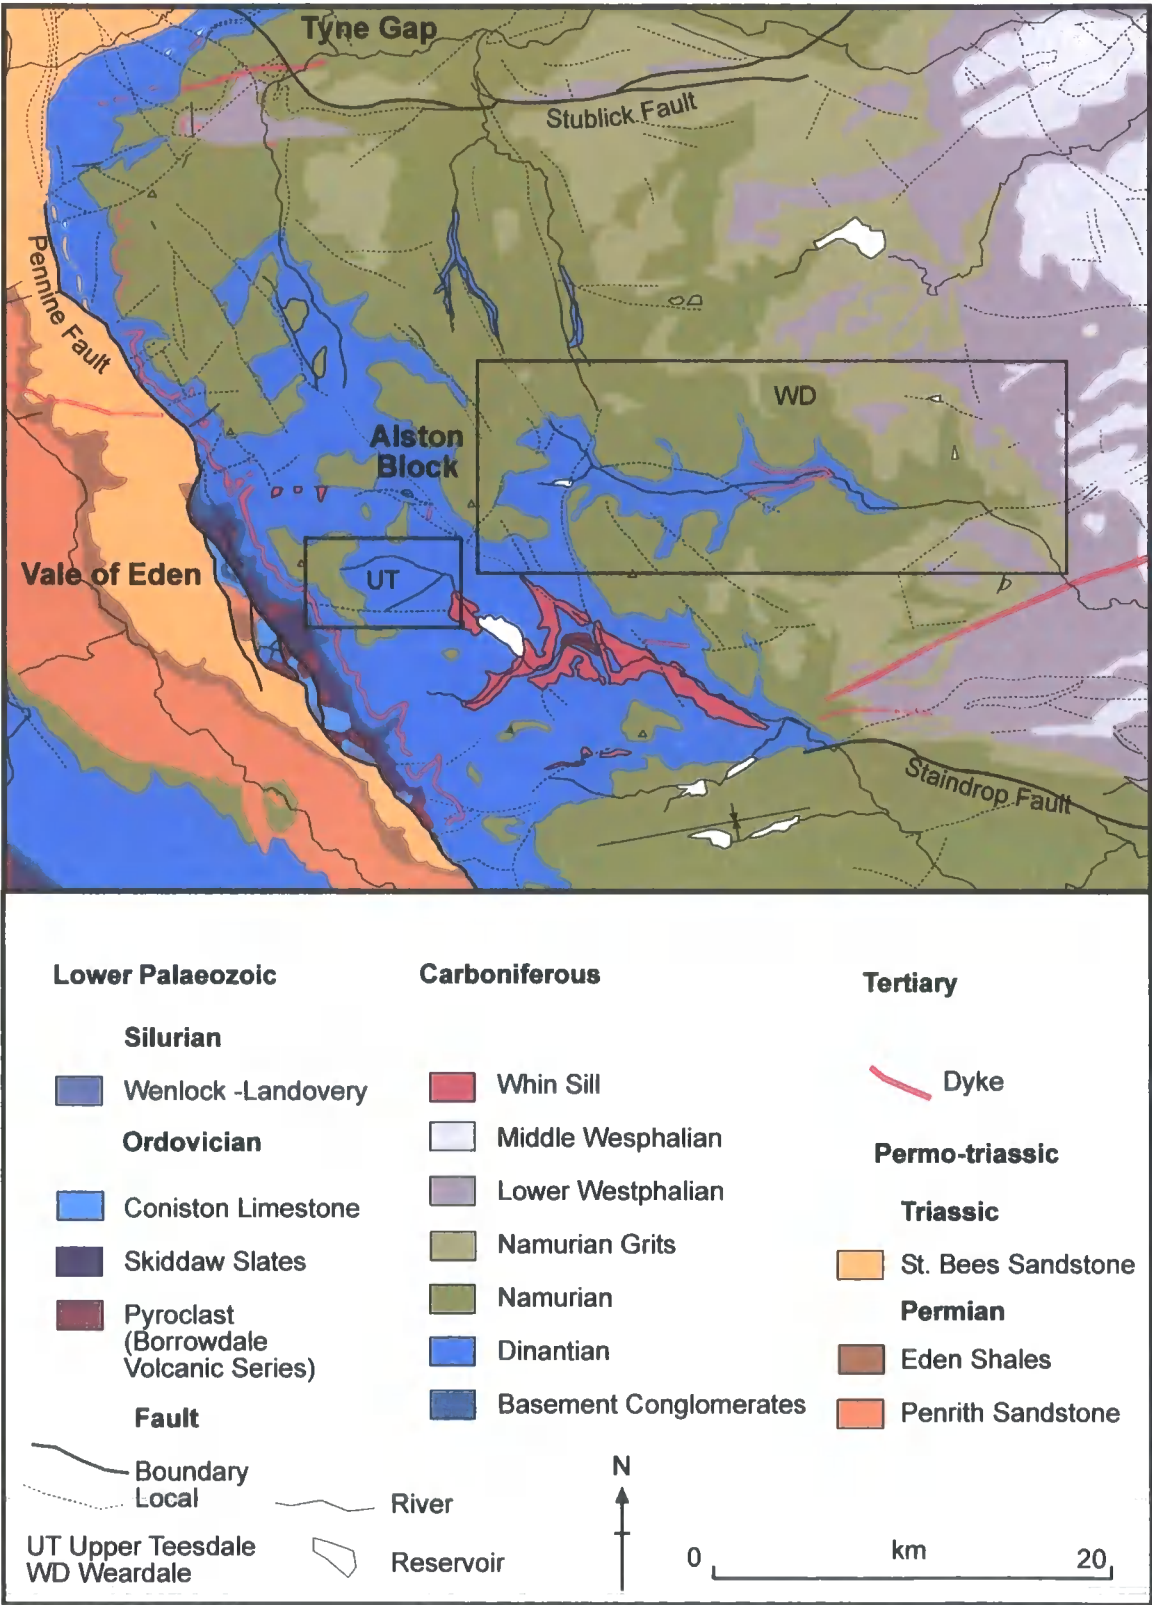 Tyne Gap
Stublick Fault
Pennine Fault
WD
Alston
Block
Vale of Eden
UT
Staindrop Fault
Lower Palaeozoic
Silurian
Wenlock -Landovery
Ordovician
Coniston Limestone
Skiddaw Slates
Pyroclast
(Borrowdale
Volcanic Series)
Fault
Boundary
Local
River
UT Upper Teesdale
WD Weardale
Reservoir
Carboniferous
Whin Sill
Middle Wesphalian
Lower Westphalian
Namurian Grits
Namurian
Dinantian
Basement Conglomerates
Tertiary
Dyke
Permo-triassic
Triassic
St. Bees Sandstone
Permian
Eden Shales
Penrith Sandstone
N
0 km 20